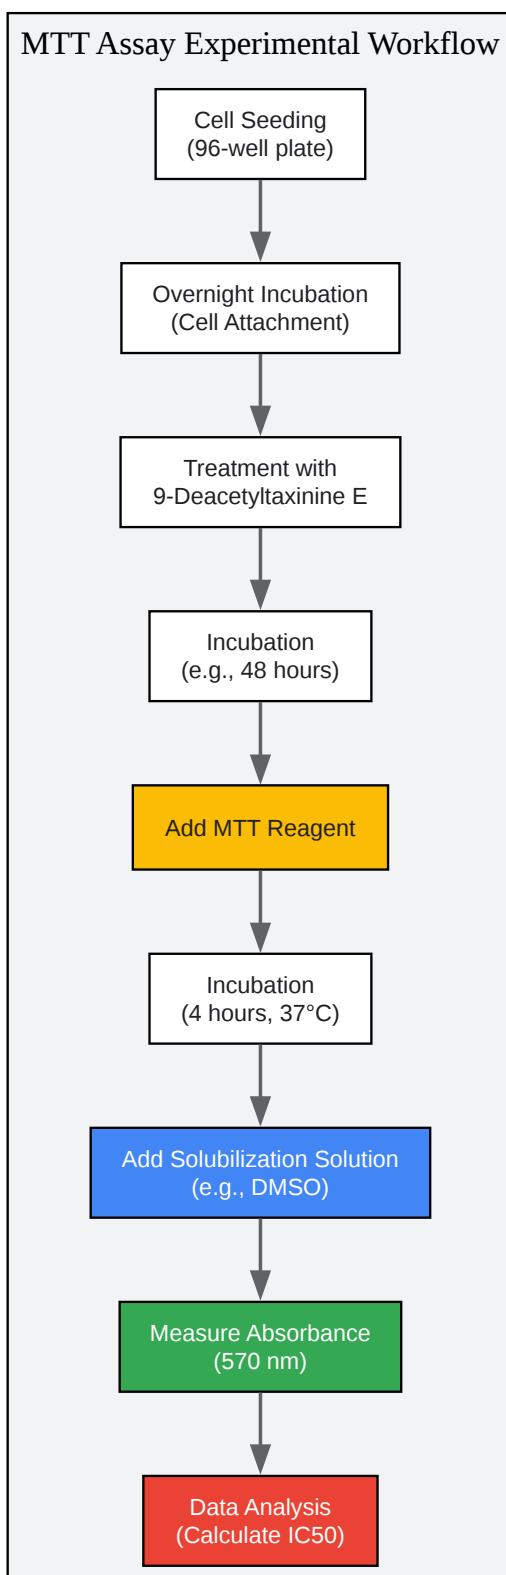 MTT Assay Experimental Workflow
Cell Seeding
(96-well plate)
Overnight Incubation
(Cell Attachment)
Treatment with
9-Deacetyltaxinine E
Incubation
(e.g., 48 hours)
Add MTT Reagent
Incubation
(4 hours, 37°C)
Add Solubilization Solution
(e.g., DMSO)
Measure Absorbance
(570 nm)
Data Analysis
(Calculate IC50)